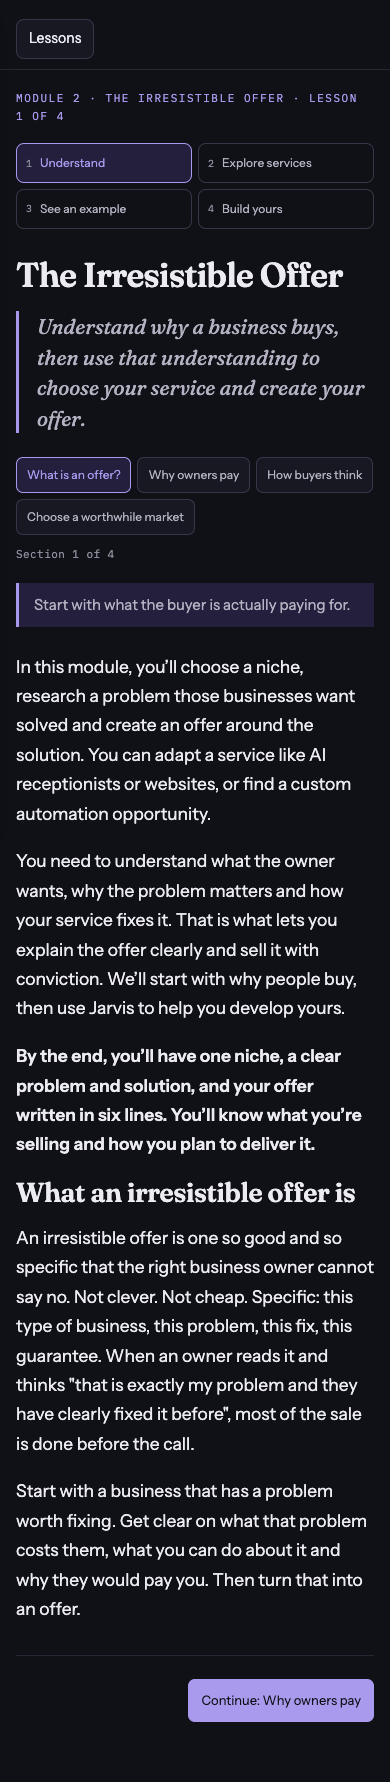 Lessons
MODULE 2 · THE IRRESISTIBLE OFFER · LESSON
1 OF 4
1 Understand
2 Explore services
3 See an example
4 Build yours
The Irresistible Offer
Understand why a business buys,
then use that understanding to
choose your service and create your
offer.
What is an offer?
Why owners pay
How buyers think
Choose a worthwhile market
Section 1 of 4
Start with what the buyer is actually paying for.
In this module, you’ll choose a niche,
research a problem those businesses want
solved and create an offer around the
solution. You can adapt a service like AI
receptionists or websites, or find a custom
automation opportunity.
You need to understand what the owner
wants, why the problem matters and how
your service fixes it. That is what lets you
explain the offer clearly and sell it with
conviction. We’ll start with why people buy,
then use Jarvis to help you develop yours.
By the end, you’ll have one niche, a clear
problem and solution, and your offer
written in six lines. You’ll know what you’re
selling and how you plan to deliver it.
What an irresistible offer is
An irresistible offer is one so good and so
specific that the right business owner cannot
say no. Not clever. Not cheap. Specific: this
type of business, this problem, this fix, this
guarantee. When an owner reads it and
thinks "that is exactly my problem and they
have clearly fixed it before", most of the sale
is done before the call.
Start with a business that has a problem
worth fixing. Get clear on what that problem
costs them, what you can do about it and
why they would pay you. Then turn that into
an offer.
Continue: Why owners pay